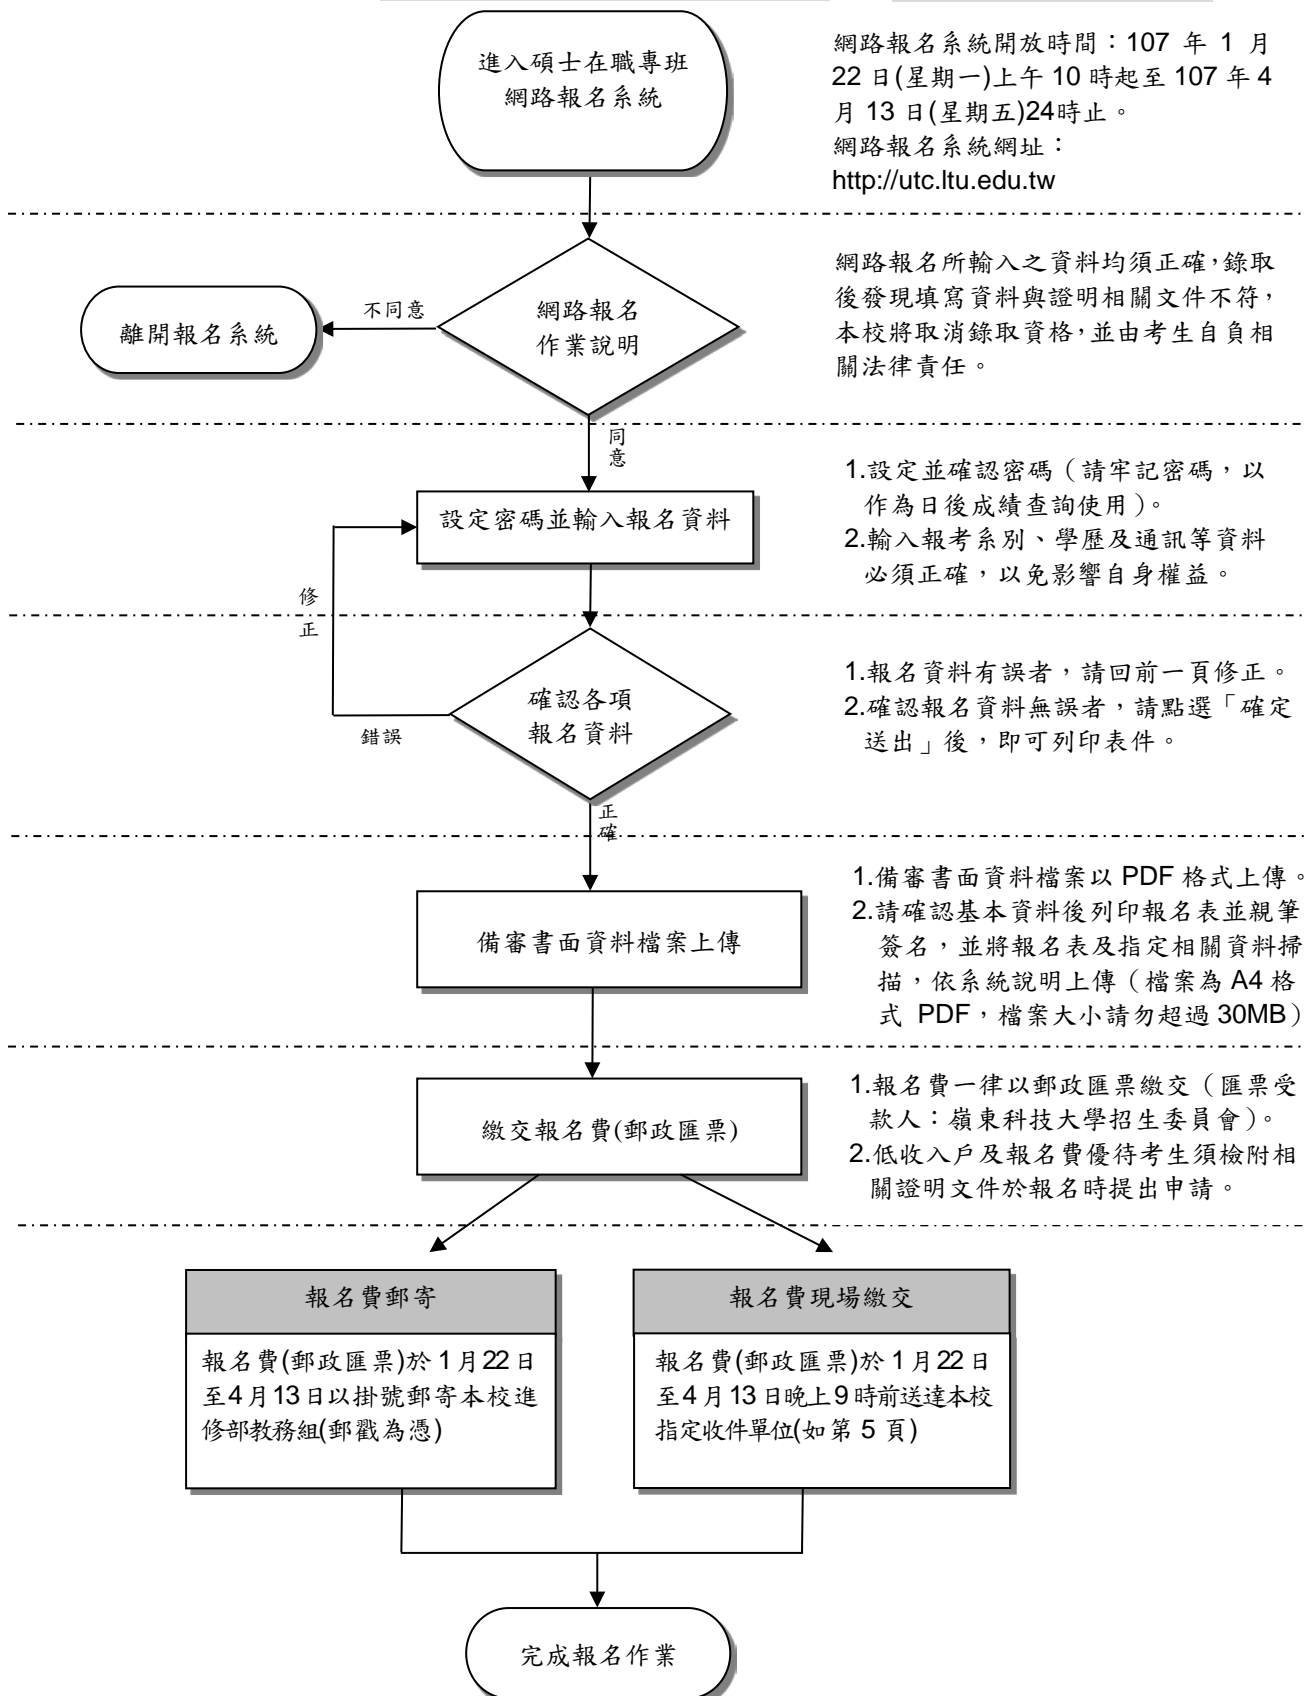 進入碩士在職專班
網路報名系統
網路報名系統開放時間：107 年 1 月
22 日(星期一)上午 10 時起至 107 年 4
月 13 日(星期五)24時止。
網路報名系統網址：
http://utc.ltu.edu.tw
離開報名系統
不同意
網路報名
作業說明
網路報名所輸入之資料均須正確，錄取
後發現填寫資料與證明相關文件不符，
本校將取消錄取資格，並由考生自負相
關法律責任。
同
意
設定密碼並輸入報名資料
1.設定並確認密碼（請牢記密碼，以
作為日後成績查詢使用）。
2.輸入報考系別、學歷及通訊等資料
必須正確，以免影響自身權益。
修
正
錯誤
確認各項
報名資料
1.報名資料有誤者，請回前一頁修正。
2.確認報名資料無誤者，請點選「確定
送出」後，即可列印表件。
正
確
備審書面資料檔案上傳
1.備審書面資料檔案以 PDF 格式上傳。
2.請確認基本資料後列印報名表並親筆
簽名，並將報名表及指定相關資料掃
描，依系統說明上傳（檔案為 A4 格
式 PDF，檔案大小請勿超過 30MB）
繳交報名費(郵政匯票)
1.報名費一律以郵政匯票繳交（匯票受
款人：嶺東科技大學招生委員會）。
2.低收入戶及報名費優待考生須檢附相
關證明文件於報名時提出申請。
報名費郵寄
報名費(郵政匯票)於 1 月22 日
至4 月 13 日以掛號郵寄本校進
修部教務組(郵戳為憑)
報名費現場繳交
報名費(郵政匯票)於 1 月22 日
至4 月 13 日晚上9 時前送達本校
指定收件單位(如第 5 頁)
完成報名作業